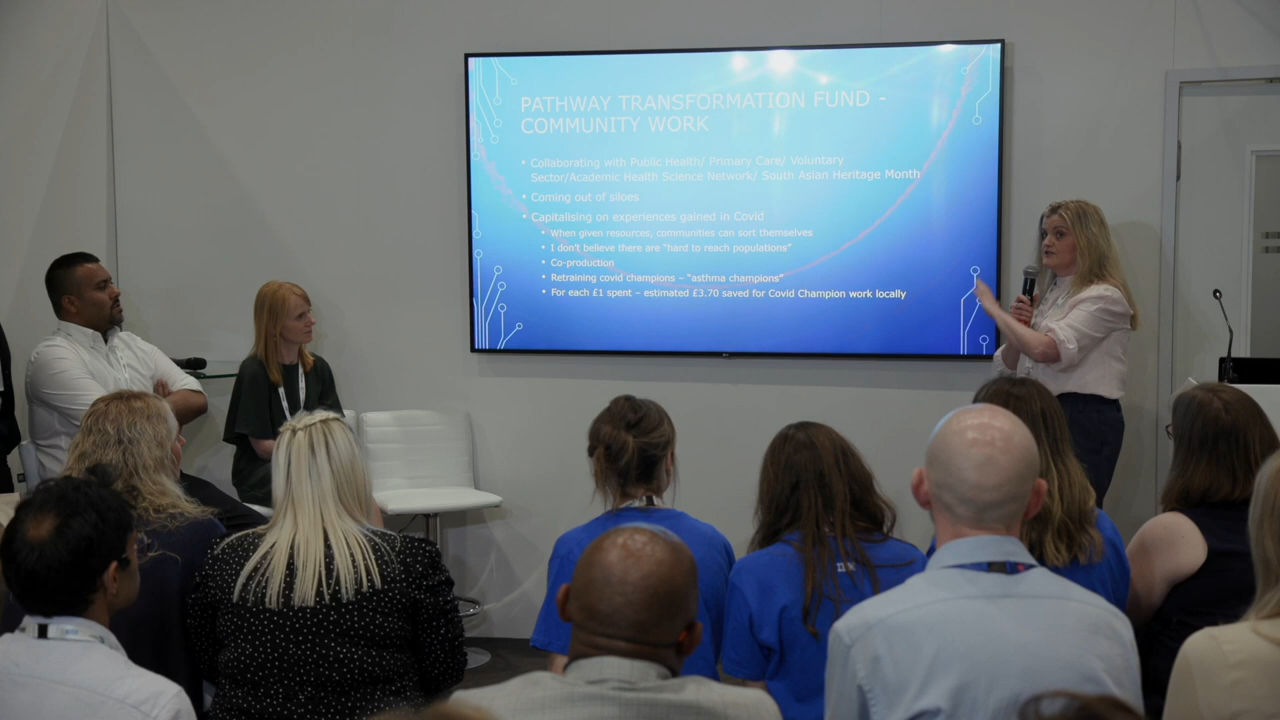 PATHWAY TRANSFORMATION FUND -
COMMUNITY WORK
• Collaborating with Public Health/ Primary Care/ Voluntary
Sector/Academic Health Science Network/ South Asian Heritage Month
• Coming out of siloes
• Capitalising on experiences gained in Covid
• When given resources, communities can sort themselves
• I don't believe there are "hard to reach populations"
• Co-production
• Retraining covid champions – "asthma champions"
• For each £1 spent – estimated £3.70 saved for Covid Champion work locally